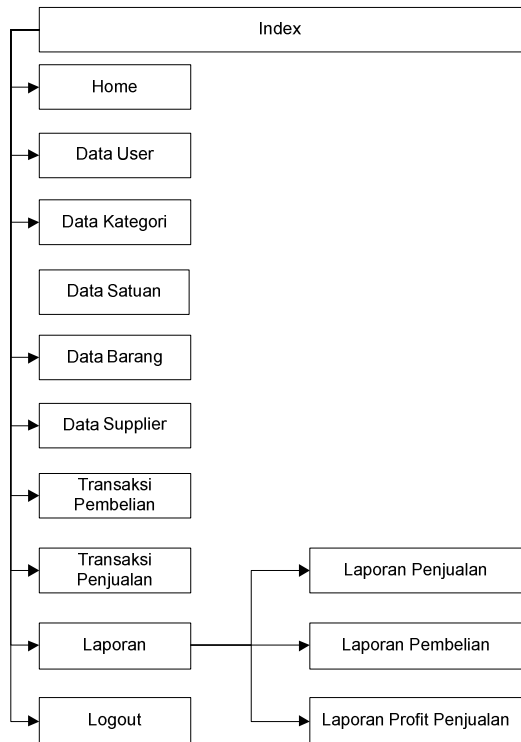 Index
Home
Data User
Data Kategori
Data Satuan
Data Barang
Data Supplier
Transaksi
Pembelian
Transaksi
Penjualan
Laporan Penjualan
Laporan
Laporan Pembelian
Logout
Laporan Profit Penjualan